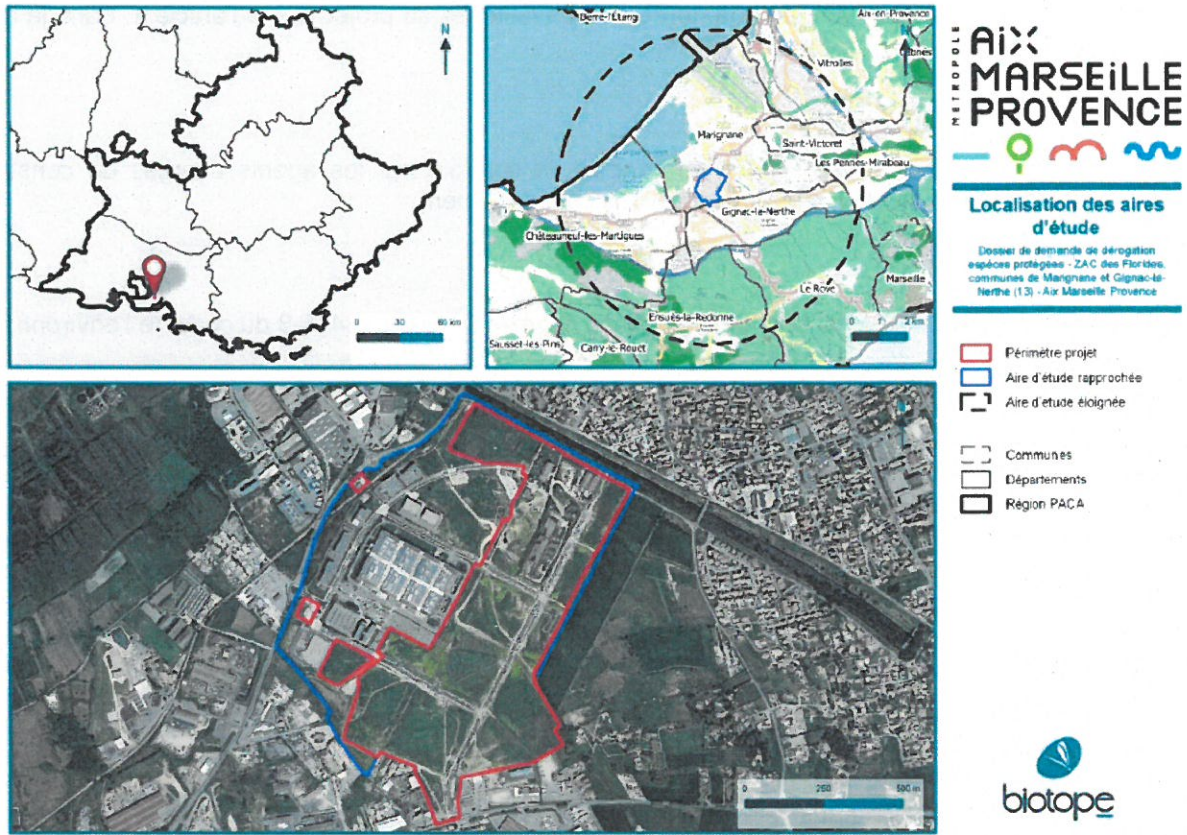 N
0 30 60 km
Berre-l'Étang
Aix-en-Provence
Cabriès
N
Vitrolles
Marignane
Saint-Victoret
Les Pennes-Mirabeau
Gignac-la-Nerthe
Châteauneuf-les-Martigues
Marseille
Le Rove
Ensuès-la-Redonne
Sausset-les-Pins
Carry-le-Rouet
0 1 2 km
MÉTROPOLE
AiX
MARSEiLLE
PROVENCE
Localisation des aires
d'étude
Dossier de demande de dérogation
espèces protégées - ZAC des Florides,
communes de Marignane et Gignac-la-
Nerthe (13) - Aix Marseille Provence
Périmètre projet
Aire d'étude rapprochée
Aire d'étude éloignée
Communes
Départements
Région PACA
0 250 500 m
biotope